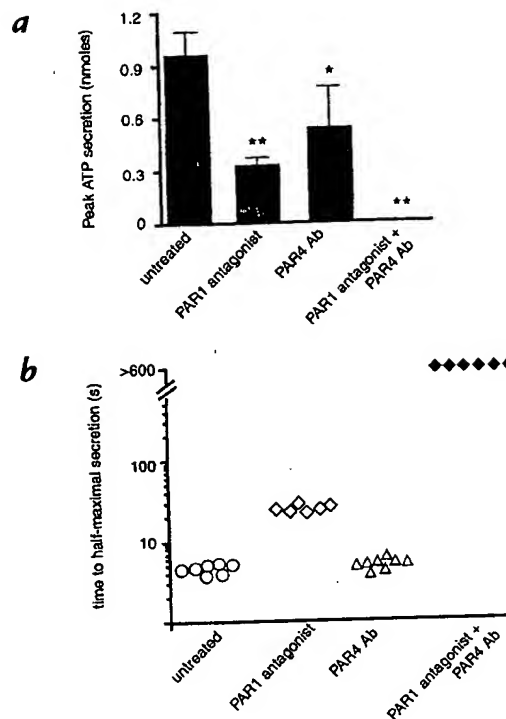 a
Peak ATP secretion (nmoles)
1.2
0.9
0.6
0.3
0
**
*
**
untreated
PAR1 antagonist
PAR4 Ab
PAR1 antagonist +
PAR4 Ab
b
time to half-maximal secretion (s)
>600
100
10
untreated
PAR1 antagonist
PAR4 Ab
PAR1 antagonist +
PAR4 Ab